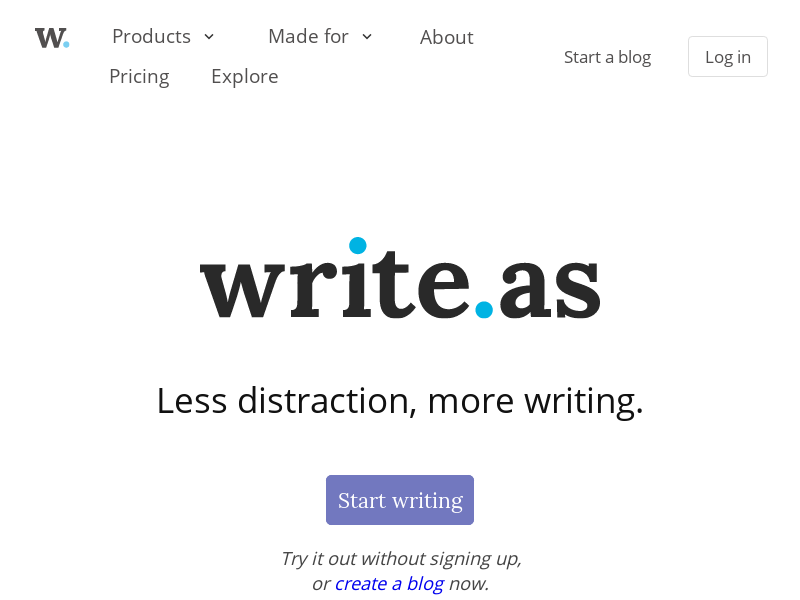 w.
Products
Made for
About
Pricing
Explore
Start a blog
Log in
write.as
Less distraction, more writing.
Start writing
Try it out without signing up,
or create a blog now.